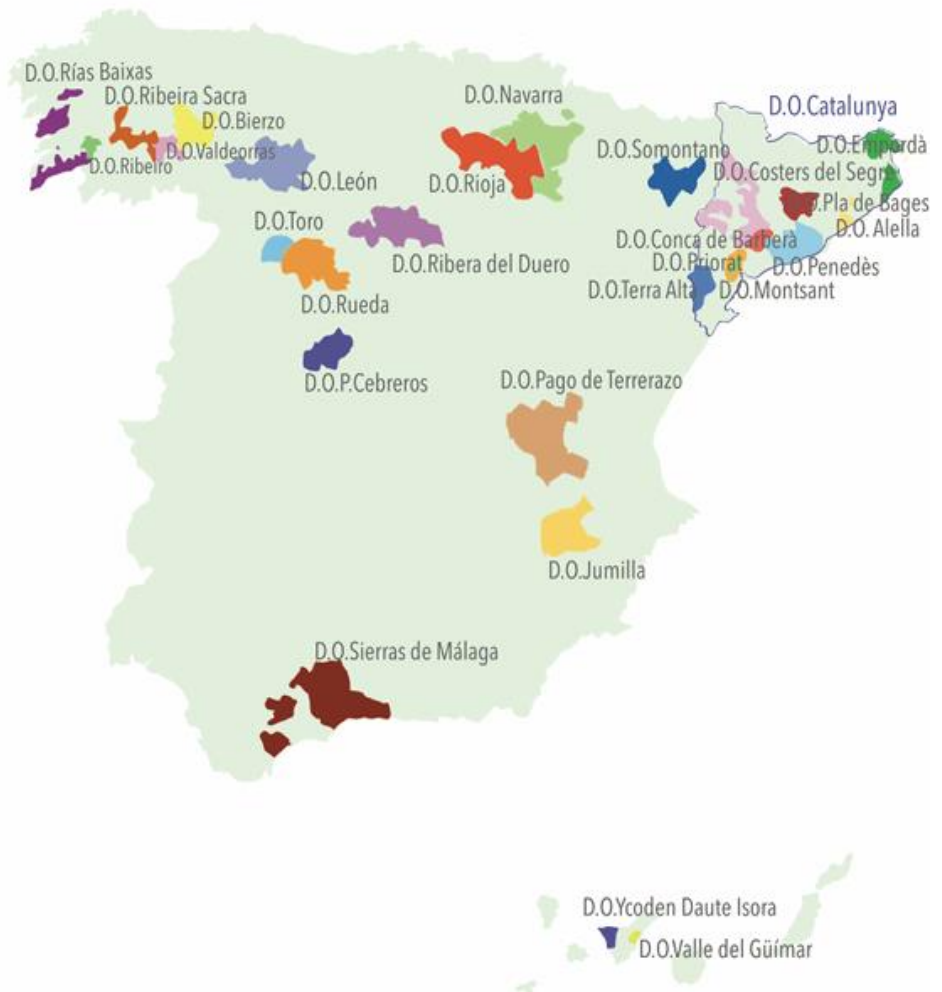 D.O.Rías Baixas
D.O.Ribeira Sacra
D.O.Navarra
D.O.Catalunya
D.O.Bierzo
D.O.Empordà
D.O.Valdeorras
D.O.Somontano
D.O.Ribeiro
D.O.Costers del Segre
D.O.León
D.O.Rioja
D.O.Pla de Bages
D.O.Toro
D.O. Alella
D.O.Conca de Barberà
D.O.Ribera del Duero
D.O.Priorat
D.O.Penedès
D.O.Rueda
D.O.Terra Alta
D.O.Montsant
D.O.P.Cebreros
D.O.Pago de Terrerazo
D.O.Jumilla
D.O.Sierras de Málaga
D.O.Ycoden Daute Isora
D.O.Valle del Güímar